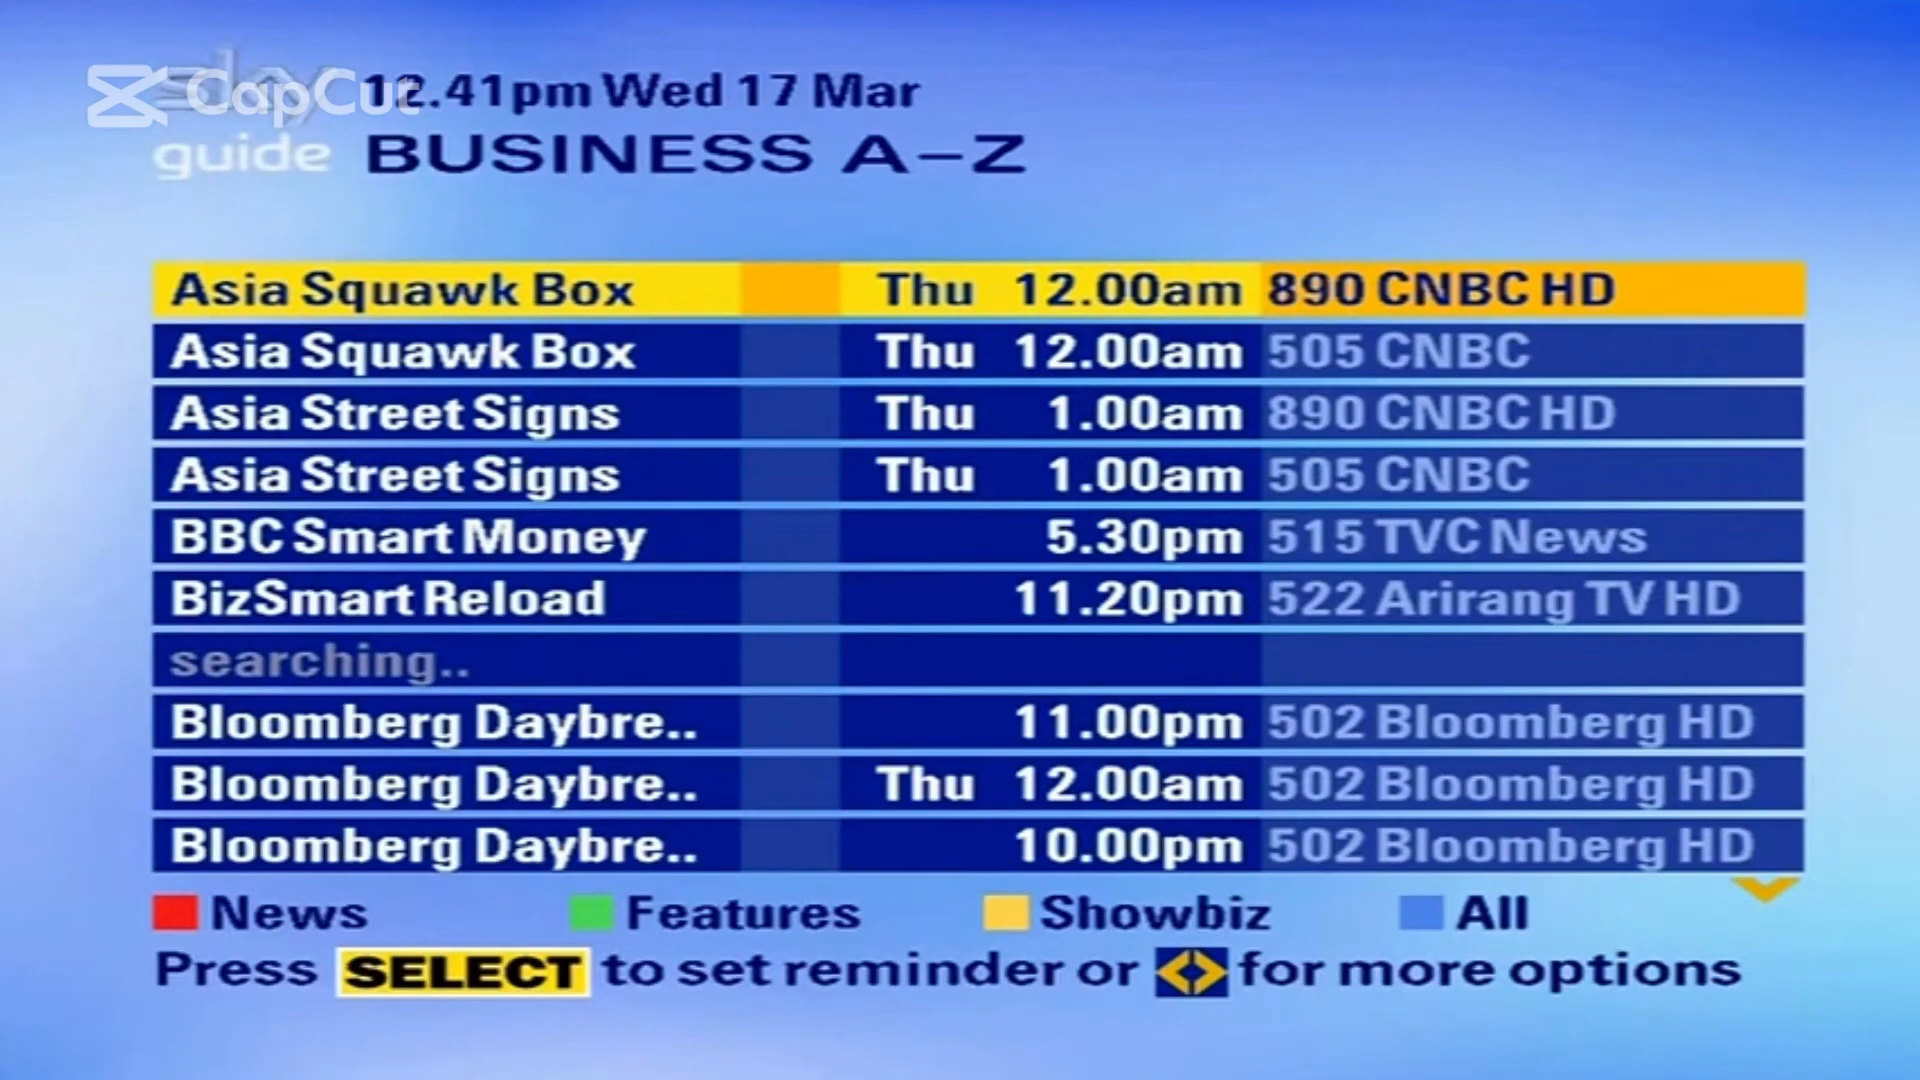 sky CapCut 12.41pm Wed 17 Mar
guide BUSINESS A–Z
Asia Squawk Box Thu 12.00am 890 CNBC HD
Asia Squawk Box Thu 12.00am 505 CNBC
Asia Street Signs Thu 1.00am 890 CNBC HD
Asia Street Signs Thu 1.00am 505 CNBC
BBC Smart Money 5.30pm 515 TVC News
BizSmart Reload 11.20pm 522 Arirang TV HD
searching..
Bloomberg Daybre.. 11.00pm 502 Bloomberg HD
Bloomberg Daybre.. Thu 12.00am 502 Bloomberg HD
Bloomberg Daybre.. 10.00pm 502 Bloomberg HD
News Features Showbiz All
Press SELECT to set reminder or for more options